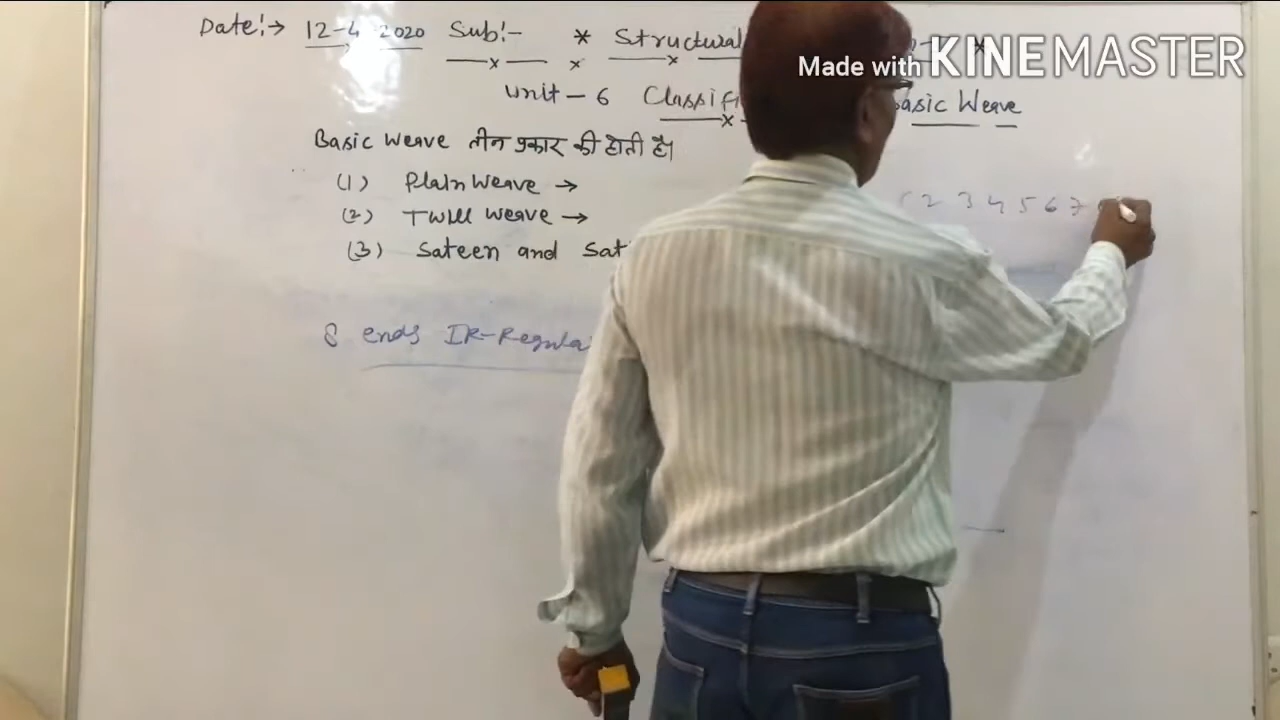 Date:→ 12-4-2020 Sub:- * Structural
Made with KINEMASTER
Unit - 6 Classifi Basic Weave
Basic Weave तीन प्रकार की होती है।
(1) Plain Weave →
(2) Twill Weave →
(3) Sateen and Sat
2 3 4 5 6 7
8 ends IR-Regula